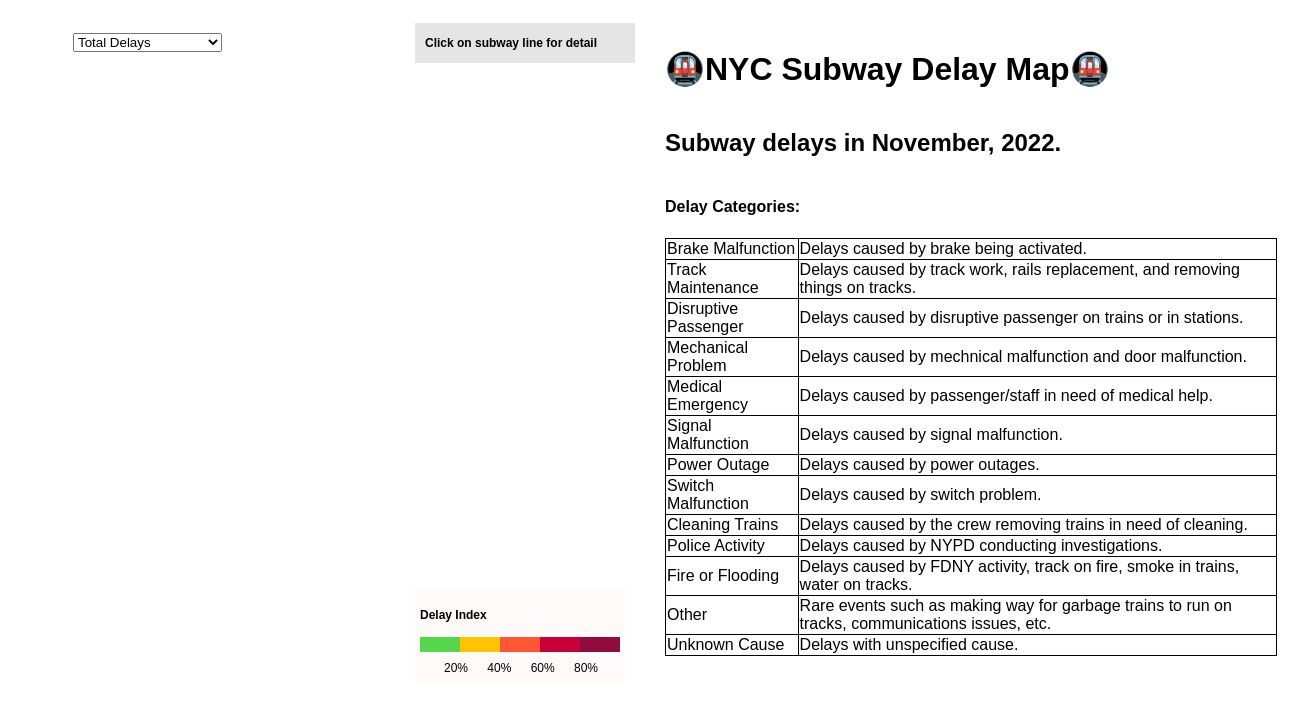 Total Delays
Click on subway line for detail
🚇NYC Subway Delay Map🚇
Subway delays in November, 2022.
Delay Categories:
Brake Malfunction Delays caused by brake being activated.
Track
Maintenance
Delays caused by track work, rails replacement, and removing
things on tracks.
Disruptive
Passenger
Delays caused by disruptive passenger on trains or in stations.
Mechanical
Problem
Delays caused by mechnical malfunction and door malfunction.
Medical
Emergency
Delays caused by passenger/staff in need of medical help.
Signal
Malfunction
Delays caused by signal malfunction.
Power Outage Delays caused by power outages.
Switch
Malfunction
Delays caused by switch problem.
Cleaning Trains Delays caused by the crew removing trains in need of cleaning.
Police Activity Delays caused by NYPD conducting investigations.
Fire or Flooding
Delays caused by FDNY activity, track on fire, smoke in trains,
water on tracks.
Other
Rare events such as making way for garbage trains to run on
tracks, communications issues, etc.
Unknown Cause Delays with unspecified cause.
Delay Index
20% 40% 60% 80%